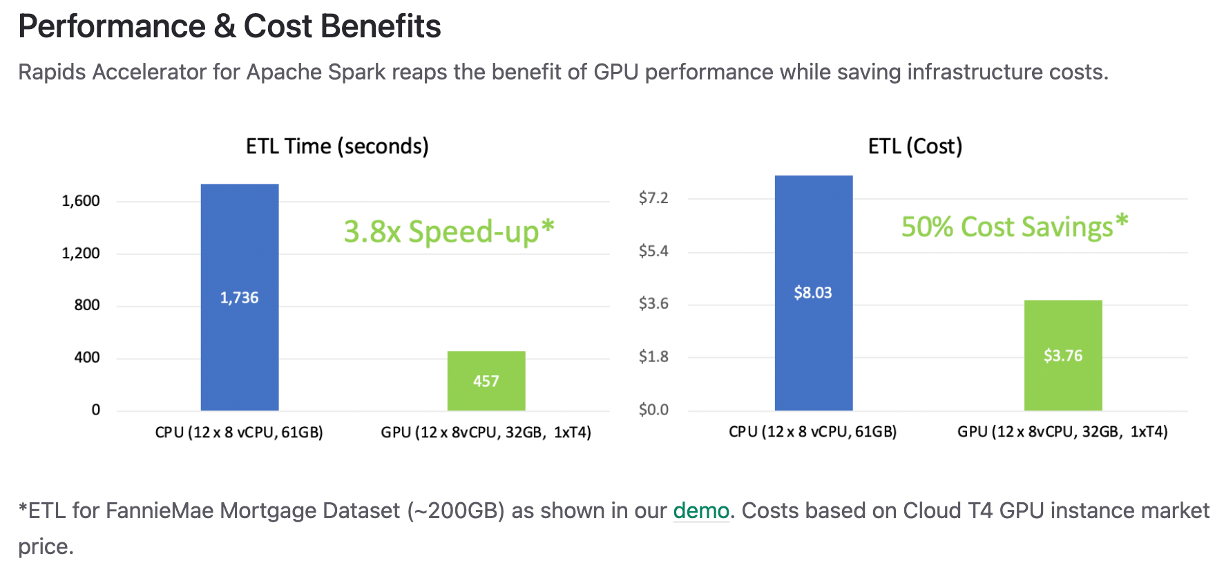 Performance & Cost Benefits
Rapids Accelerator for Apache Spark reaps the benefit of GPU performance while saving infrastructure costs.
ETL Time (seconds)
1,600
1,200
800
400
0
3.8x Speed-up*
1,736
457
CPU (12 x 8 vCPU, 61GB)
GPU (12 x 8vCPU, 32GB, 1xT4)
ETL (Cost)
$7.2
$5.4
$3.6
$1.8
$0.0
50% Cost Savings*
$8.03
$3.76
CPU (12 x 8 vCPU, 61GB)
GPU (12 x 8vCPU, 32GB, 1xT4)
*ETL for FannieMae Mortgage Dataset (~200GB) as shown in our demo. Costs based on Cloud T4 GPU instance market
price.